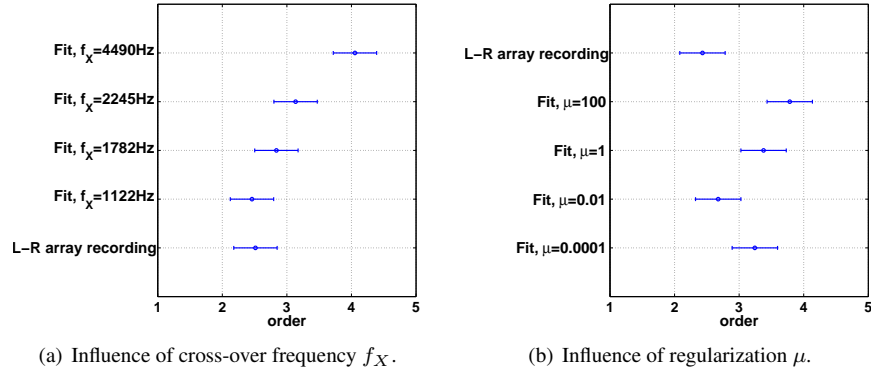 Fit, f_X=4490Hz
Fit, f_X=2245Hz
Fit, f_X=1782Hz
Fit, f_X=1122Hz
L−R array recording
1 2 3 4 5
order
(a) Influence of cross-over frequency f_X.
L−R array recording
Fit, μ=100
Fit, μ=1
Fit, μ=0.01
Fit, μ=0.0001
1 2 3 4 5
order
(b) Influence of regularization μ.